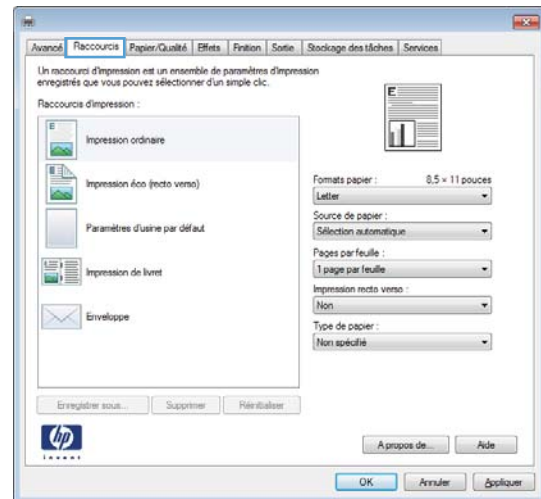 Avancé Raccourcis Papier/Qualité Effets Finition Sortie Stockage des tâches Services
Un raccourci d'impression est un ensemble de paramètres d'impression
enregistrés que vous pouvez sélectionner d'un simple clic.
Raccourcis d'impression :
E
Impression ordinaire
Impression éco (recto verso)
Paramètres d'usine par défaut
Impression de livret
Enveloppe
E
Formats papier : 8,5 × 11 pouces
Letter
Source de papier :
Sélection automatique
Pages par feuille :
1 page par feuille
Impression recto verso :
Non
Type de papier :
Non spécifié
Enregistrer sous... Supprimer Réinitialiser
hp
invent
A propos de... Aide
OK Annuler Appliquer